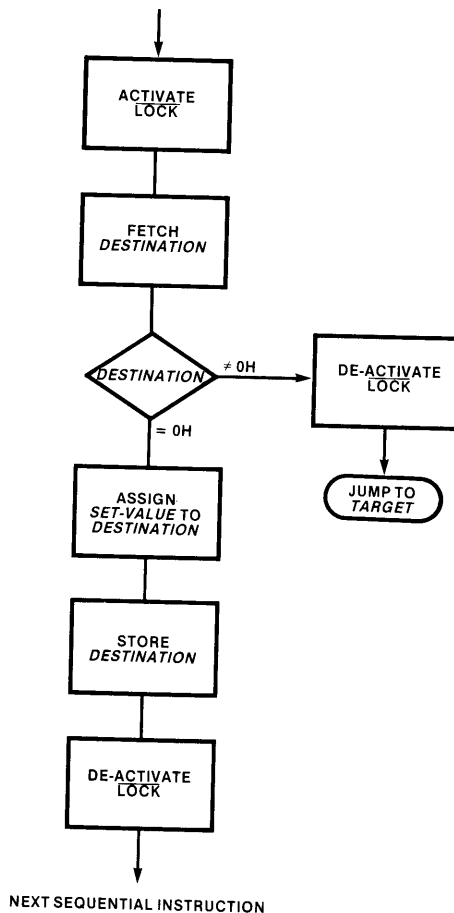 ACTIVATE
LOCK
FETCH
DESTINATION
DESTINATION
≠ 0H
DE-ACTIVATE
LOCK
JUMP TO
TARGET
= 0H
ASSIGN
SET-VALUE TO
DESTINATION
STORE
DESTINATION
DE-ACTIVATE
LOCK
NEXT SEQUENTIAL INSTRUCTION